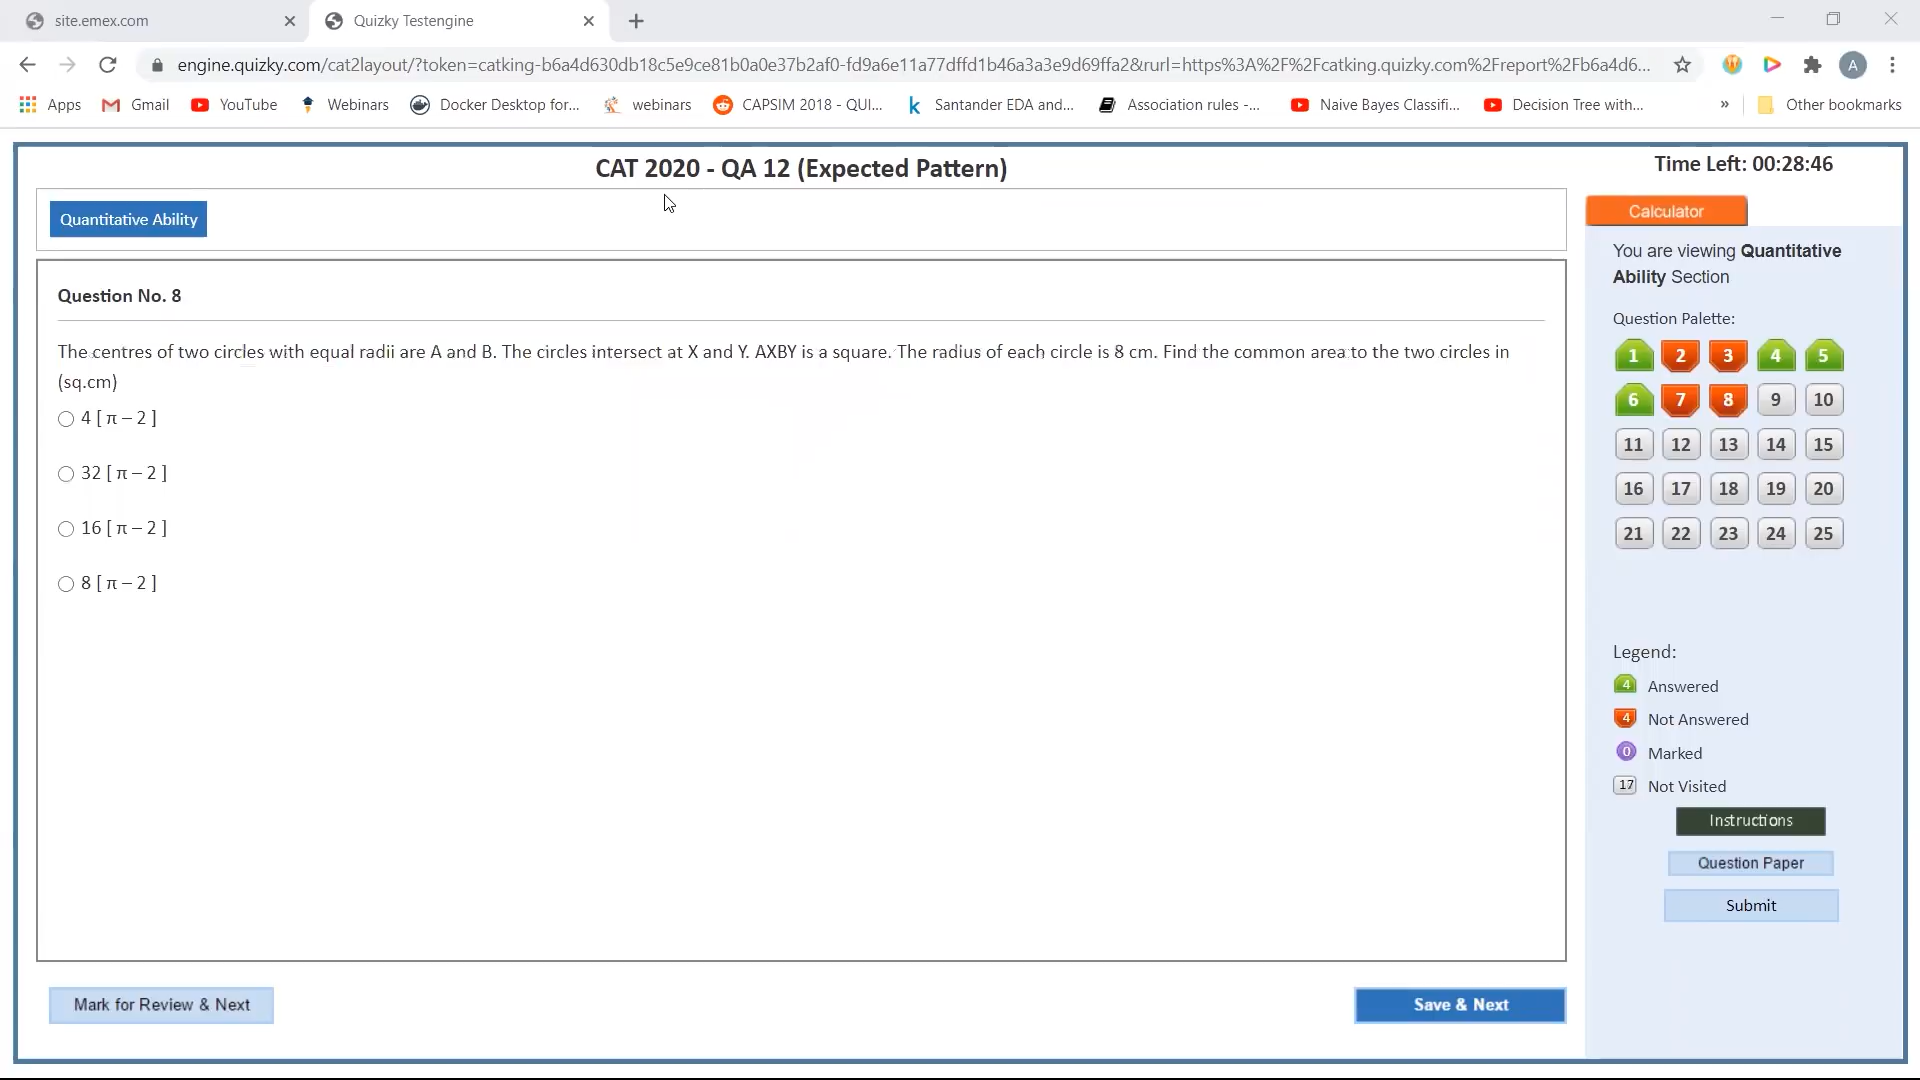 site.emex.com
Quizky Testengine
engine.quizky.com/cat2layout/?token=catking-b6a4d630db18c5e9ce81b0a0e37b2af0-fd9a6e11a77dffd1b46a3a3e9d69ffa2&rurl=https%3A%2F%2Fcatking.quizky.com%2Freport%2Fb6a4d6...
A
Apps Gmail YouTube Webinars Docker Desktop for... webinars CAPSIM 2018 - QUI... Santander EDA and... Association rules -... Naive Bayes Classifi... Decision Tree with... » Other bookmarks
CAT 2020 - QA 12 (Expected Pattern)
Time Left: 00:28:46
Quantitative Ability
Calculator
You are viewing Quantitative
Ability Section
Question No. 8
Question Palette:
The centres of two circles with equal radii are A and B. The circles intersect at X and Y. AXBY is a square. The radius of each circle is 8 cm. Find the common area to the two circles in
(sq.cm)
4 [ π – 2 ]
32 [ π – 2 ]
16 [ π – 2 ]
8 [ π – 2 ]
1 2 3 4 5
6 7 8 9 10
11 12 13 14 15
16 17 18 19 20
21 22 23 24 25
Legend:
4 Answered
4 Not Answered
0 Marked
17 Not Visited
Instructions
Question Paper
Submit
Mark for Review & Next
Save & Next